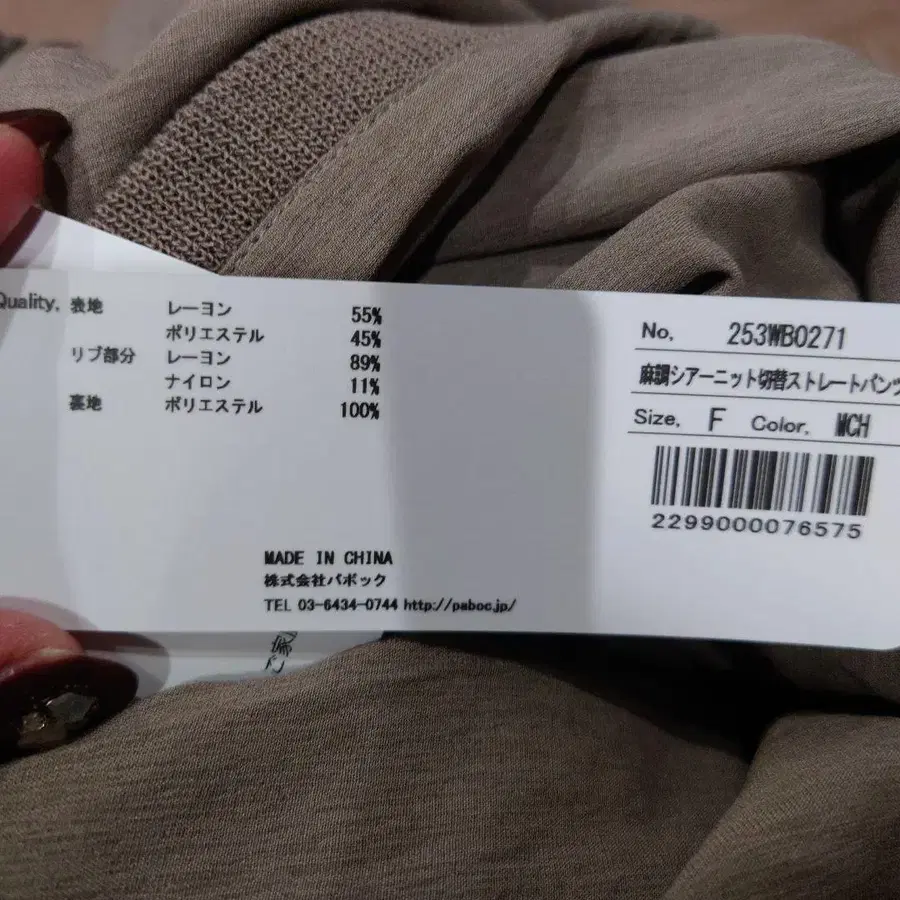 Quality. 表地 レーヨン 55%
ポリエステル 45%
リブ部分 レーヨン 89%
ナイロン 11%
裏地 ポリエステル 100%
MADE IN CHINA
株式会社パボック
TEL 03-6434-0744 http://paboc.jp/
No. 253WB0271
麻調シアーニット切替ストレートパンツ
Size. F Color. MCH
2299000076575